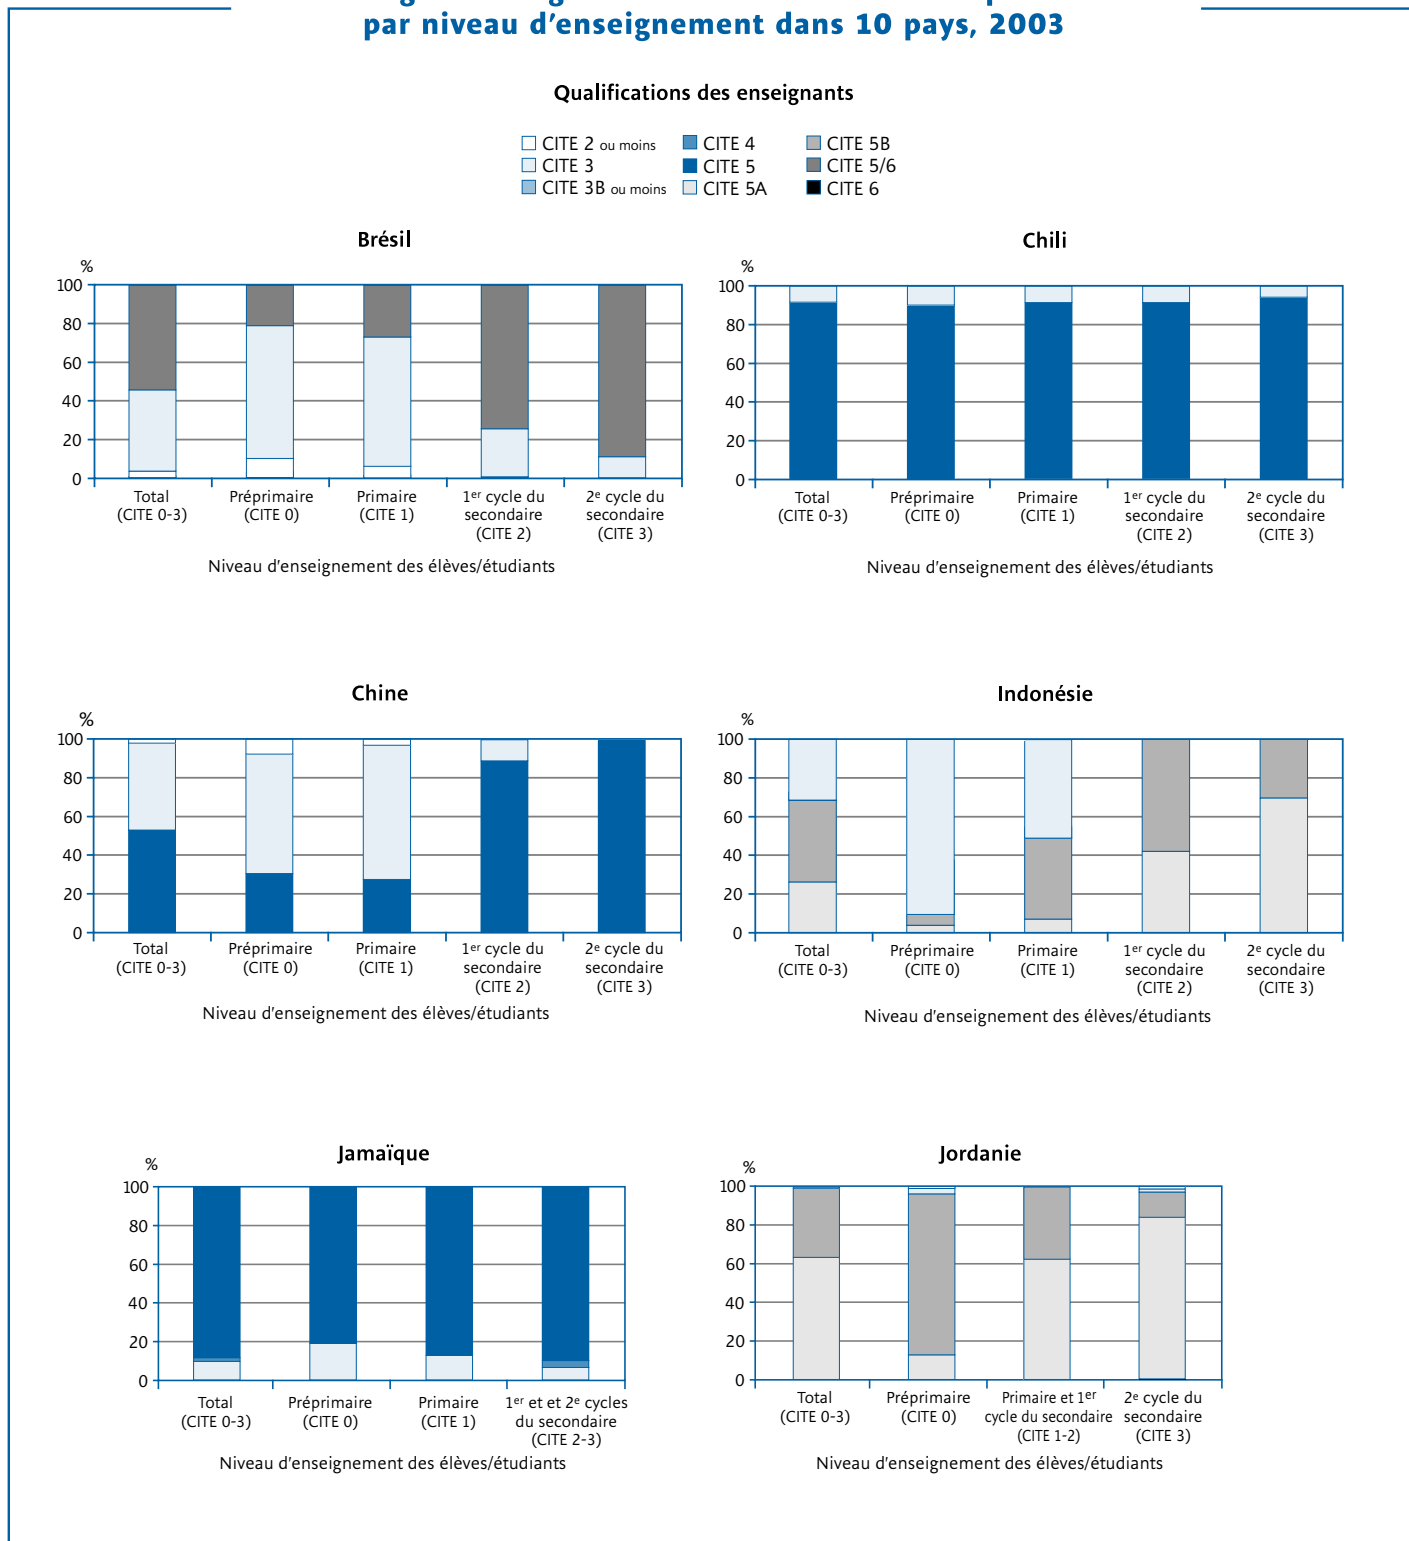 par niveau d'enseignement dans 10 pays, 2003
Qualifications des enseignants
CITE 2 ou moins
CITE 3
CITE 3B ou moins
CITE 4
CITE 5
CITE 5A
CITE 5B
CITE 5/6
CITE 6
Brésil
%
100
80
60
40
20
0
Total
(CITE 0-3)
Préprimaire
(CITE 0)
Primaire
(CITE 1)
1er cycle du
secondaire
(CITE 2)
2e cycle du
secondaire
(CITE 3)
Niveau d'enseignement des élèves/étudiants
Chili
%
100
80
60
40
20
0
Total
(CITE 0-3)
Préprimaire
(CITE 0)
Primaire
(CITE 1)
1er cycle du
secondaire
(CITE 2)
2e cycle du
secondaire
(CITE 3)
Niveau d'enseignement des élèves/étudiants
Chine
%
100
80
60
40
20
0
Total
(CITE 0-3)
Préprimaire
(CITE 0)
Primaire
(CITE 1)
1er cycle du
secondaire
(CITE 2)
2e cycle du
secondaire
(CITE 3)
Niveau d'enseignement des élèves/étudiants
Indonésie
%
100
80
60
40
20
0
Total
(CITE 0-3)
Préprimaire
(CITE 0)
Primaire
(CITE 1)
1er cycle du
secondaire
(CITE 2)
2e cycle du
secondaire
(CITE 3)
Niveau d'enseignement des élèves/étudiants
Jamaïque
%
100
80
60
40
20
0
Total
(CITE 0-3)
Préprimaire
(CITE 0)
Primaire
(CITE 1)
1er et et 2e cycles
du secondaire
(CITE 2-3)
Niveau d'enseignement des élèves/étudiants
Jordanie
%
100
80
60
40
20
0
Total
(CITE 0-3)
Préprimaire
(CITE 0)
Primaire et 1er
cycle du secondaire
(CITE 1-2)
2e cycle du
secondaire
(CITE 3)
Niveau d'enseignement des élèves/étudiants